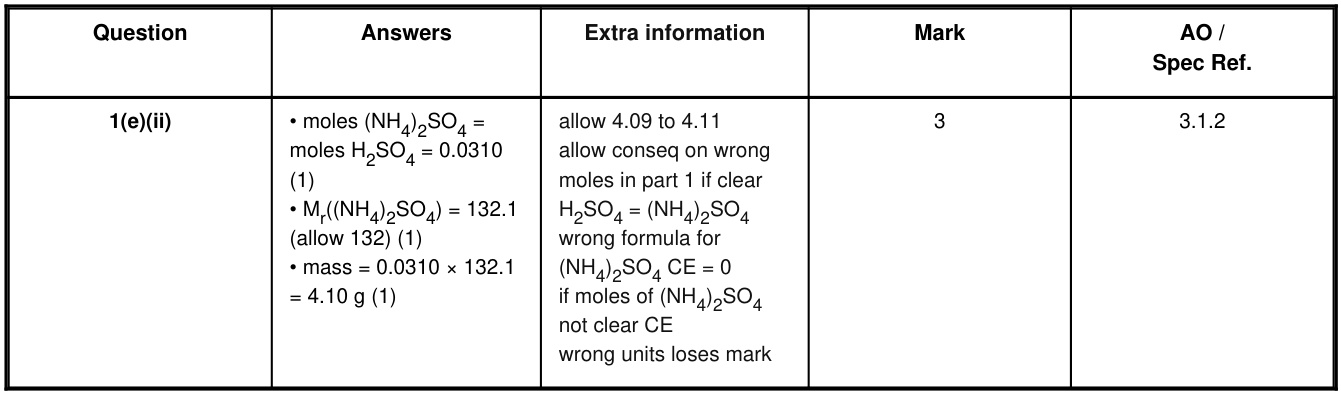 Question
Answers
Extra information
Mark
AO /
Spec Ref.
1(e)(ii)
• moles (NH₄)₂SO₄ =
moles H₂SO₄ = 0.0310
(1)
• Mᵣ((NH₄)₂SO₄) = 132.1
(allow 132) (1)
• mass = 0.0310 × 132.1
= 4.10 g (1)
allow 4.09 to 4.11
allow conseq on wrong
moles in part 1 if clear
H₂SO₄ = (NH₄)₂SO₄
wrong formula for
(NH₄)₂SO₄ CE = 0
if moles of (NH₄)₂SO₄
not clear CE
wrong units loses mark
3
3.1.2